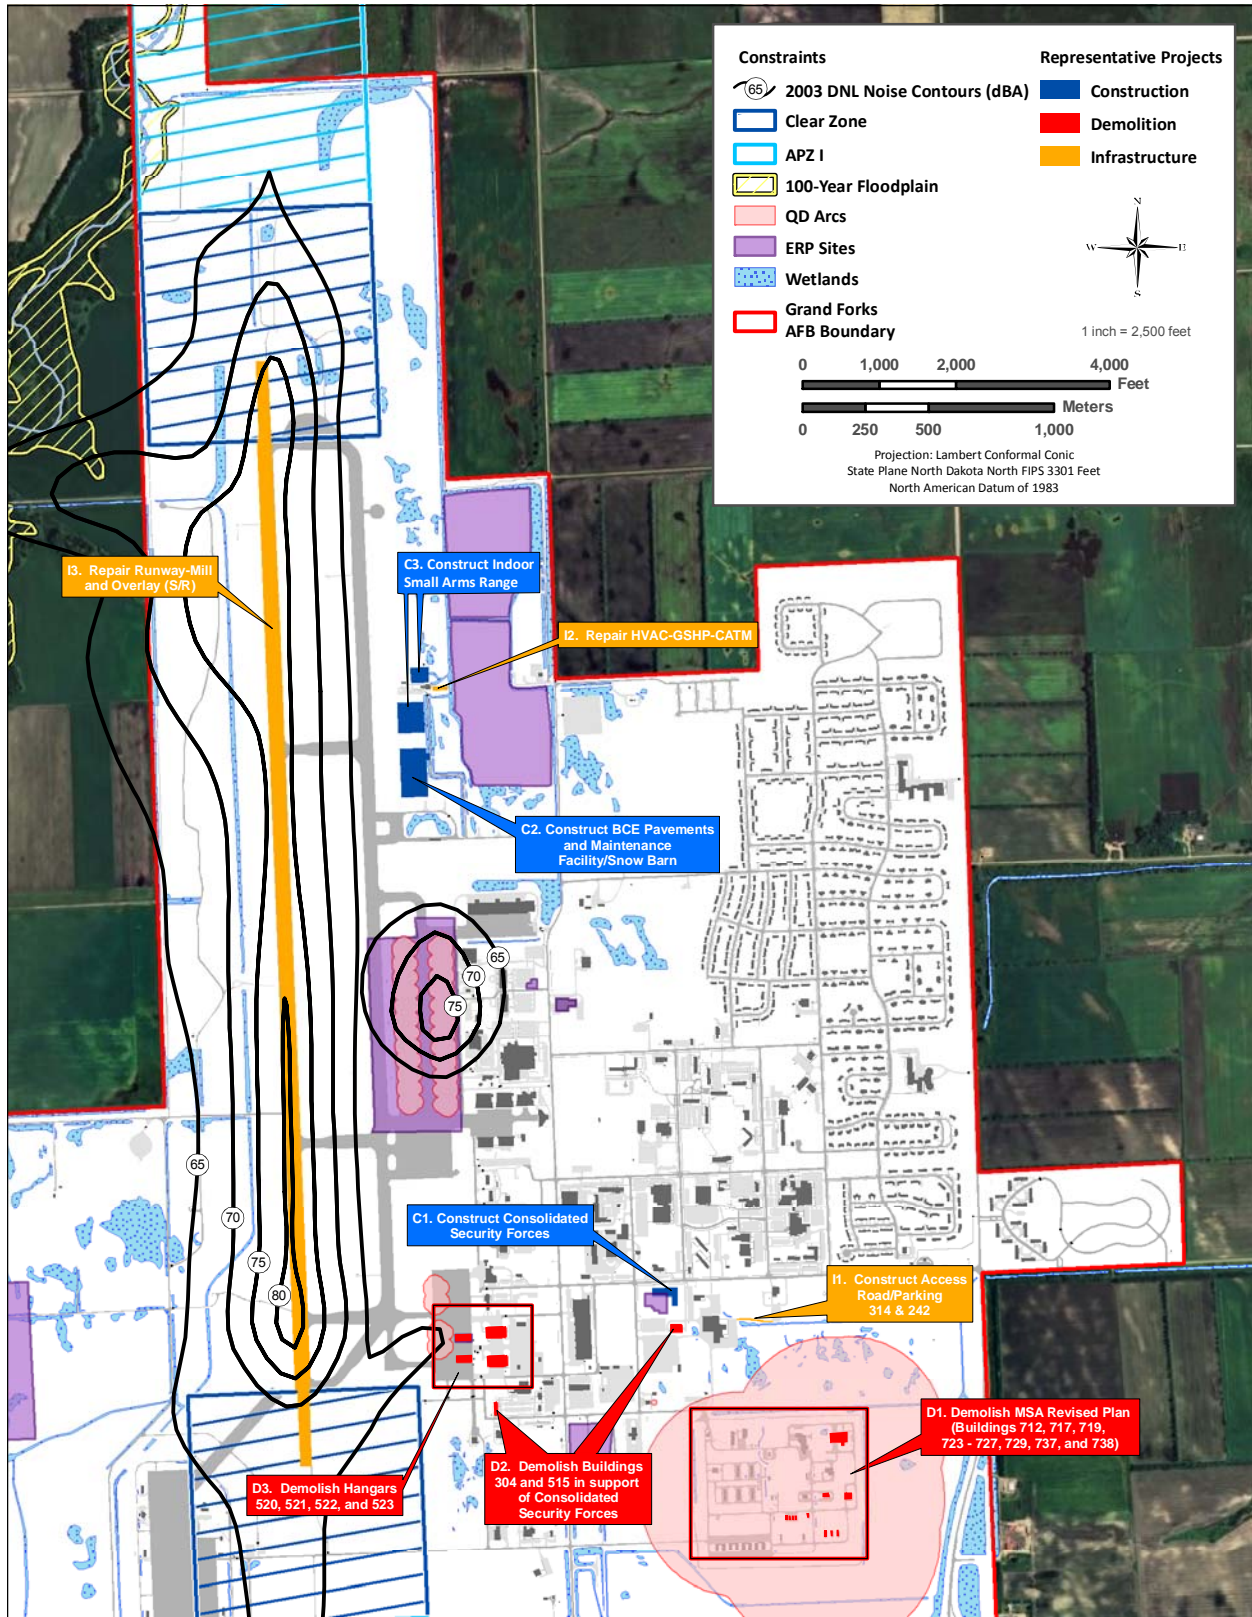 Constraints
65
2003 DNL Noise Contours (dBA)
Clear Zone
APZ I
100-Year Floodplain
QD Arcs
ERP Sites
Wetlands
Grand Forks
AFB Boundary
Representative Projects
Construction
Demolition
Infrastructure
N
W
E
S
1 inch = 2,500 feet
0 1,000 2,000 4,000
Feet
Meters
0 250 500 1,000
Projection: Lambert Conformal Conic
State Plane North Dakota North FIPS 3301 Feet
North American Datum of 1983
I3. Repair Runway-Mill
and Overlay (S/R)
C3. Construct Indoor
Small Arms Range
I2. Repair HVAC-GSHP-CATM
C2. Construct BCE Pavements
and Maintenance
Facility/Snow Barn
65
70
75
65
70
75
80
C1. Construct Consolidated
Security Forces
I1. Construct Access
Road/Parking
314 & 242
D1. Demolish MSA Revised Plan
(Buildings 712, 717, 719,
723 - 727, 729, 737, and 738)
D2. Demolish Buildings
304 and 515 in support
of Consolidated
Security Forces
D3. Demolish Hangars
520, 521, 522, and 523